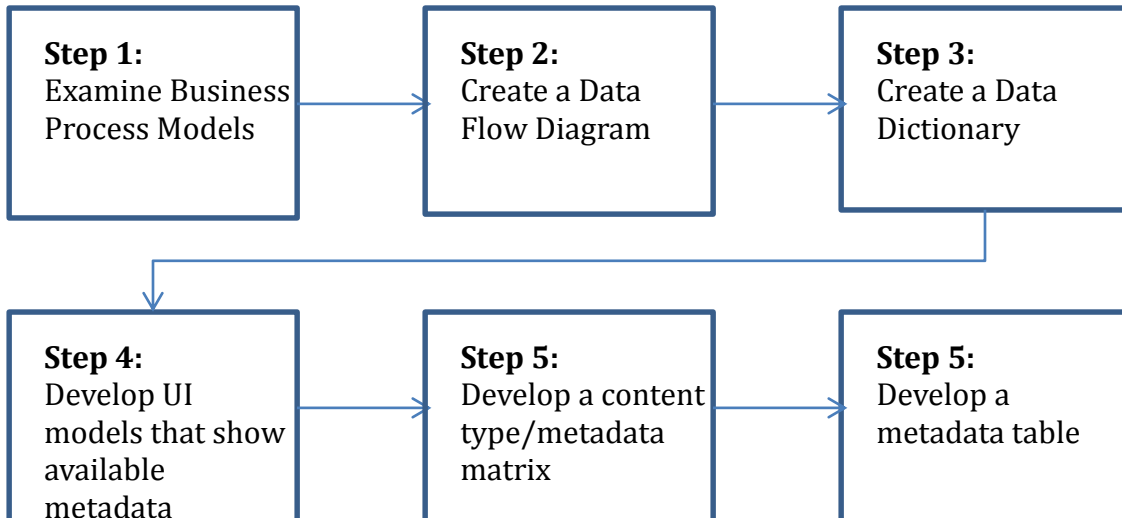 Step 1:
Examine Business
Process Models
Step 2:
Create a Data
Flow Diagram
Step 3:
Create a Data
Dictionary
Step 4:
Develop UI
models that show
available
metadata
Step 5:
Develop a content
type/metadata
matrix
Step 5:
Develop a
metadata table